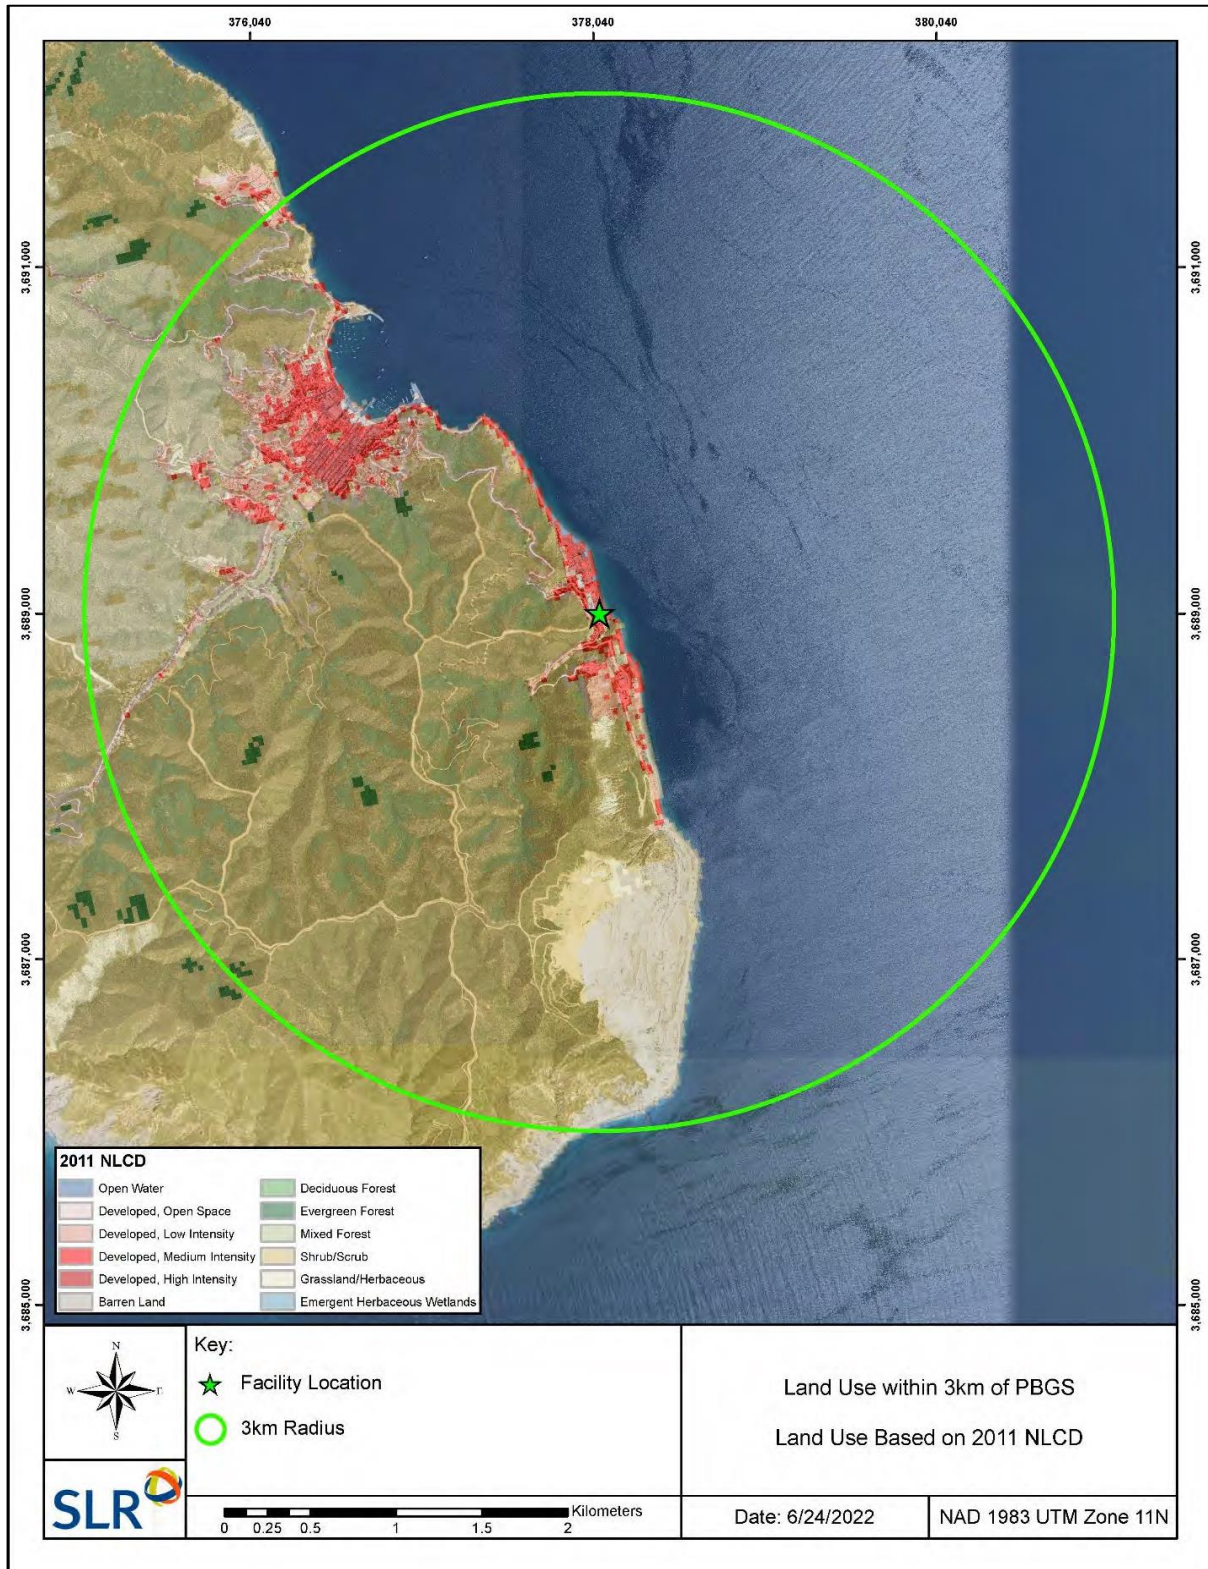 376,040 378,040 380,040
3,691,000 3,691,000
3,689,000 3,689,000
3,687,000 3,687,000
3,685,000 3,685,000
2011 NLCD
Open Water
Developed, Open Space
Developed, Low Intensity
Developed, Medium Intensity
Developed, High Intensity
Barren Land
Deciduous Forest
Evergreen Forest
Mixed Forest
Shrub/Scrub
Grassland/Herbaceous
Emergent Herbaceous Wetlands
N
W E
S
SLR
Key:
Facility Location
3km Radius
Kilometers
0 0.25 0.5 1 1.5 2
Land Use within 3km of PBGS
Land Use Based on 2011 NLCD
Date: 6/24/2022
NAD 1983 UTM Zone 11N